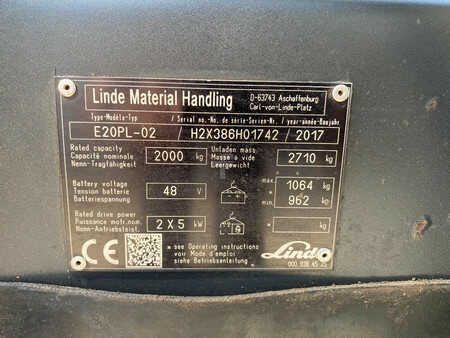 Linde Material Handling
D-63743 Aschaffenburg
Carl-von-Linde-Platz
Type-Modèle-Typ / Serial no.-No. de série-Serien-Nr. / year-année-Baujahr
E20PL-02 / H2X386H01742 / 2017
Rated capacity
Capacité nominale 2000 kg
Nenn-Tragfähigkeit
Unladen mass
Masse à vide 2710 kg
Leergewicht
Battery voltage
Tension batterie 48 V
Batteriespannung
max 1064 kg
* min 962 kg
Rated drive power
Puissance motr.nom. 2 X 5 kW
Nenn-Antriebsleist.
* kg
CE
* see Operating instructions
voir Mode d'emploi
siehe Betriebsanleitung
Linde